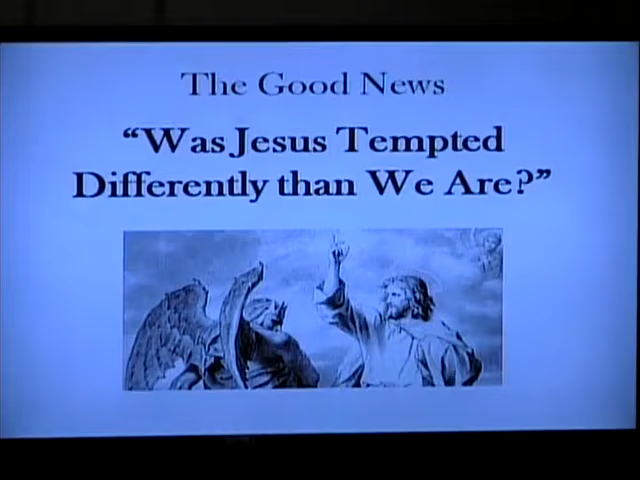 The Good News
“Was Jesus Tempted
Differently than We Are?”